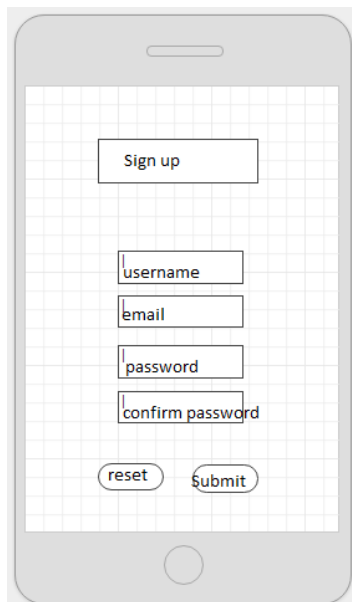 Sign up
username
email
password
confirm password
reset
Submit